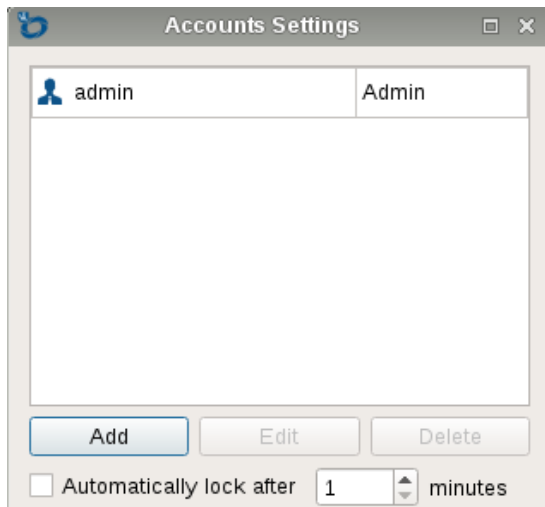 Accounts Settings
admin Admin
Add Edit Delete
Automatically lock after 1 minutes